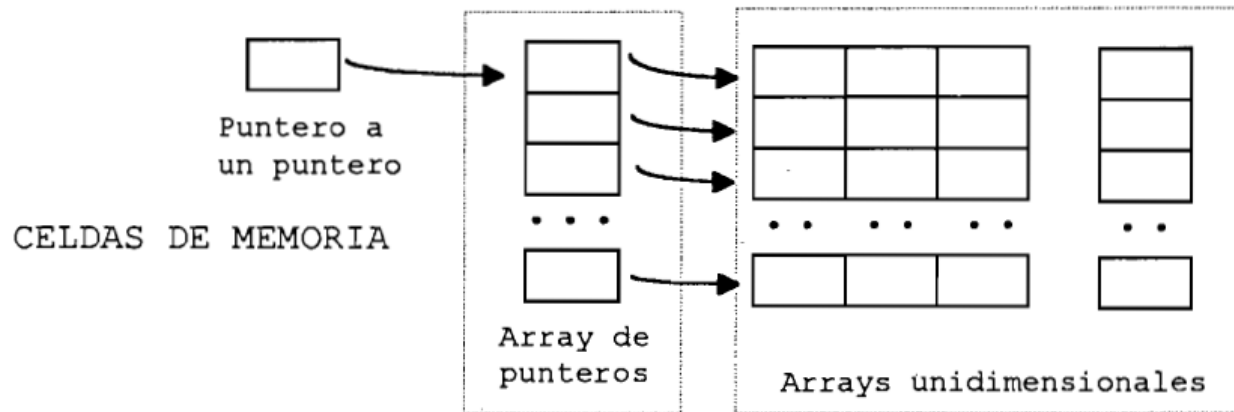 Puntero a
un puntero
CELDAS DE MEMORIA
Array de
punteros
Arrays unidimensionales